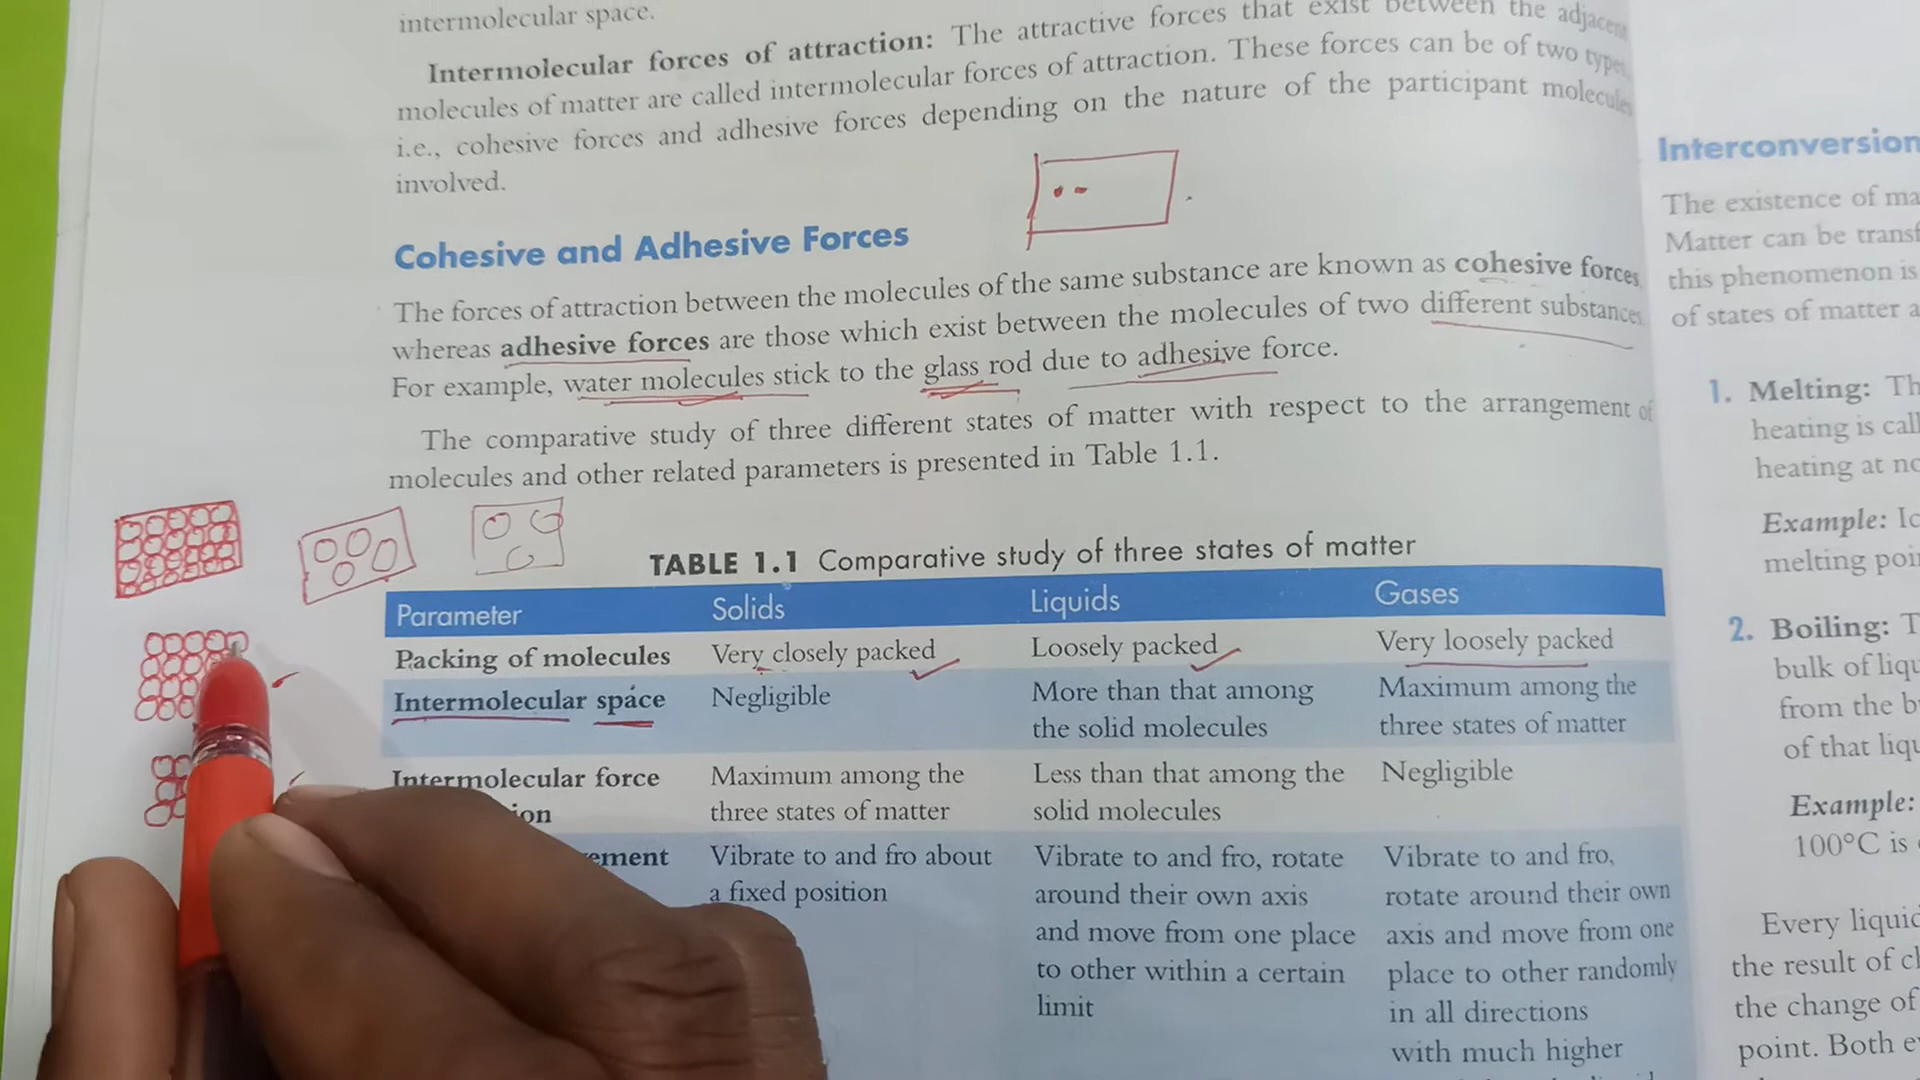 intermolecular space.
Intermolecular forces of attraction: The attractive forces that exist between the adjacent
molecules of matter are called intermolecular forces of attraction. These forces can be of two types,
i.e., cohesive forces and adhesive forces depending on the nature of the participant molecules
involved.
Cohesive and Adhesive Forces
The forces of attraction between the molecules of the same substance are known as cohesive forces,
whereas adhesive forces are those which exist between the molecules of two different substances.
For example, water molecules stick to the glass rod due to adhesive force.
The comparative study of three different states of matter with respect to the arrangement of
molecules and other related parameters is presented in Table 1.1.
TABLE 1.1 Comparative study of three states of matter
Parameter Solids Liquids Gases
Packing of molecules Very closely packed Loosely packed Very loosely packed
Intermolecular space Negligible More than that among Maximum among the
the solid molecules three states of matter
Intermolecular force Maximum among the Less than that among the Negligible
ion three states of matter solid molecules
ement Vibrate to and fro about Vibrate to and fro, rotate Vibrate to and fro,
a fixed position around their own axis rotate around their own
and move from one place axis and move from one
to other within a certain place to other randomly
limit in all directions
with much higher
Interconversion
The existence of ma
Matter can be transf
this phenomenon is
of states of matter a
1. Melting: Th
heating is call
heating at no
Example: Ic
melting poin
2. Boiling: T
bulk of liqu
from the b
of that liqu
Example:
100°C is
Every liquid
the result of cl
the change of
point. Both e